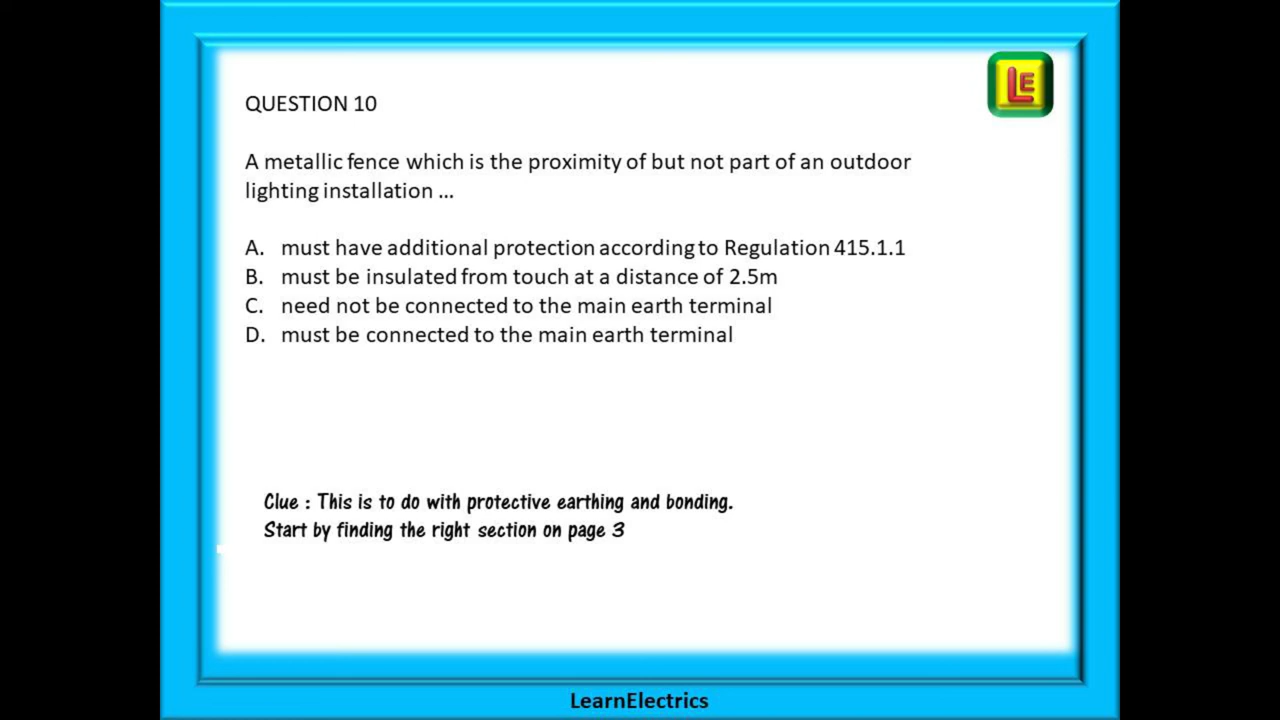 LE
QUESTION 10
A metallic fence which is the proximity of but not part of an outdoor
lighting installation ...
A. must have additional protection according to Regulation 415.1.1
B. must be insulated from touch at a distance of 2.5m
C. need not be connected to the main earth terminal
D. must be connected to the main earth terminal
Clue : This is to do with protective earthing and bonding.
Start by finding the right section on page 3
LearnElectrics